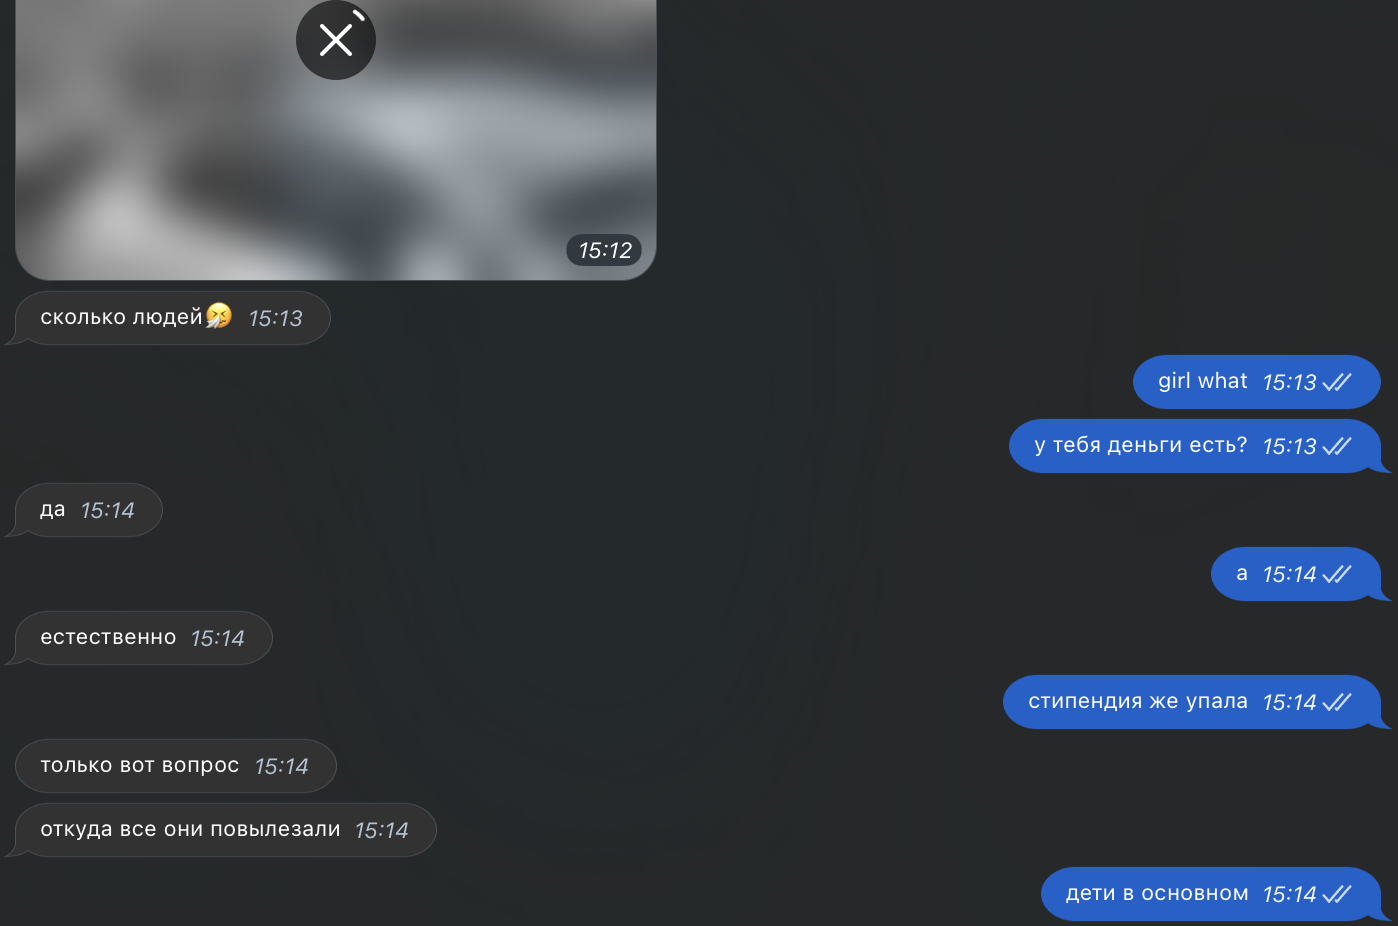 15:12
сколько людей🤧 15:13
girl what 15:13
у тебя деньги есть? 15:13
да 15:14
а 15:14
естественно 15:14
стипендия же упала 15:14
только вот вопрос 15:14
откуда все они повылезали 15:14
дети в основном 15:14